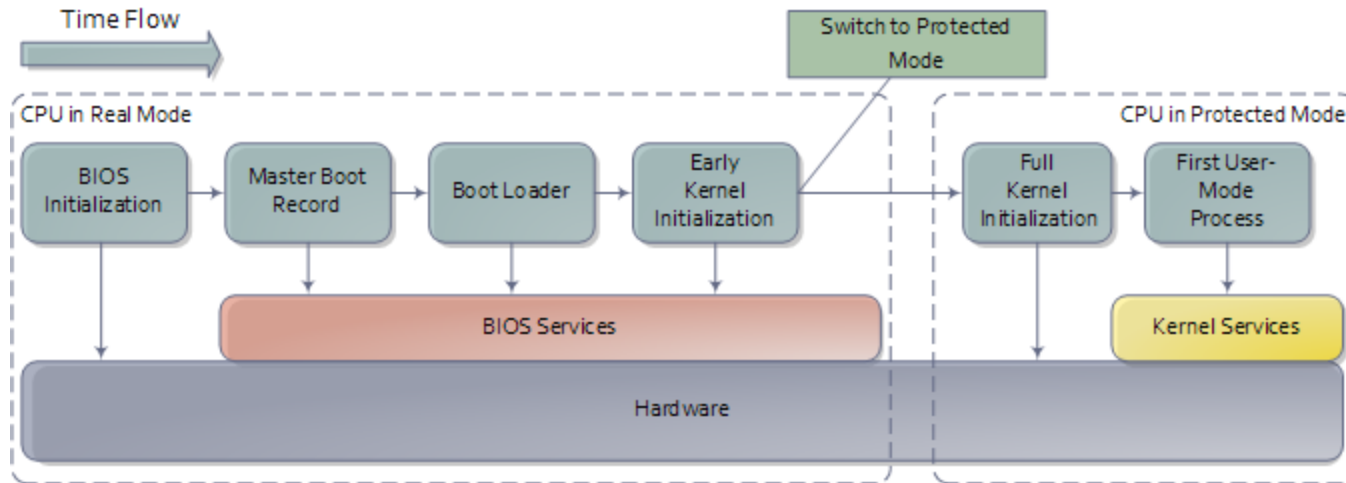 Time Flow
Switch to Protected
Mode
CPU in Real Mode
CPU in Protected Mode
BIOS
Initialization
Master Boot
Record
Boot Loader
Early
Kernel
Initialization
Full
Kernel
Initialization
First User-
Mode
Process
BIOS Services
Kernel Services
Hardware